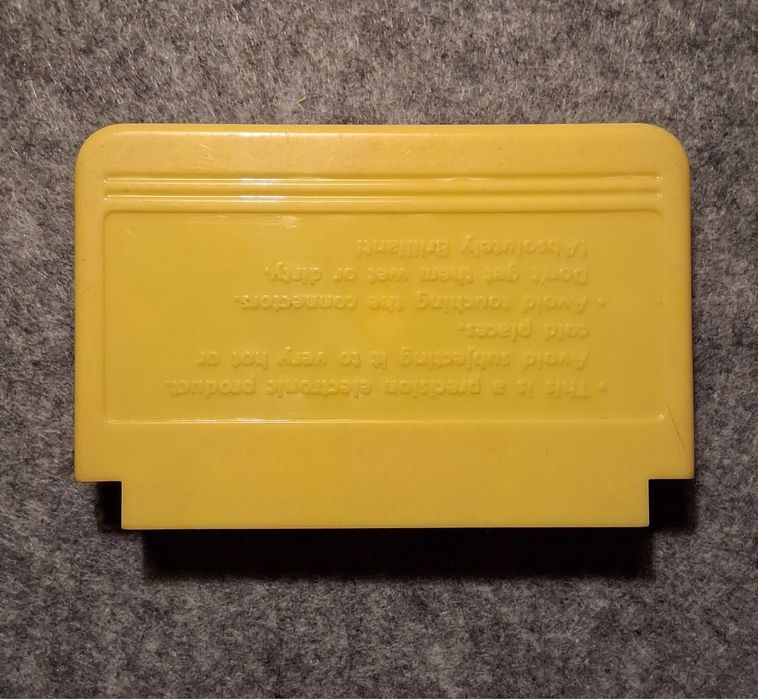 • This is a precision electronic product.
Avoid subjecting it to very hot or
cold places.
• Avoid touching the connectors.
Don't get them wet or dirty.
!Absolutely Brilliant!